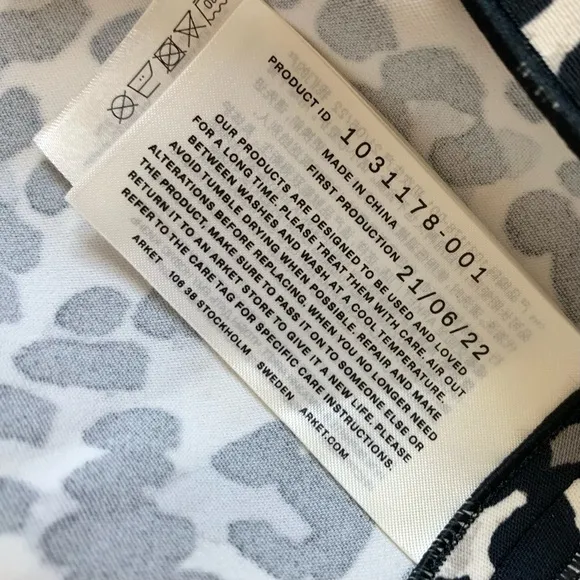 PRODUCT ID 1031178-001
MADE IN CHINA
FIRST PRODUCTION 21/06/22
OUR PRODUCTS ARE DESIGNED TO BE USED AND LOVED
FOR A LONG TIME. PLEASE TREAT THEM WITH CARE. AIR OUT
BETWEEN WASHES AND WASH AT A COOL TEMPERATURE.
AVOID TUMBLE DRYING WHEN POSSIBLE. REPAIR AND MAKE
ALTERATIONS BEFORE REPLACING. WHEN YOU NO LONGER NEED
THE PRODUCT, MAKE SURE TO PASS IT ON TO SOMEONE ELSE OR
RETURN IT TO AN ARKET STORE TO GIVE IT A NEW LIFE. PLEASE
REFER TO THE CARE TAG FOR SPECIFIC CARE INSTRUCTIONS.
ARKET 106 38 STOCKHOLM SWEDEN ARKET.COM